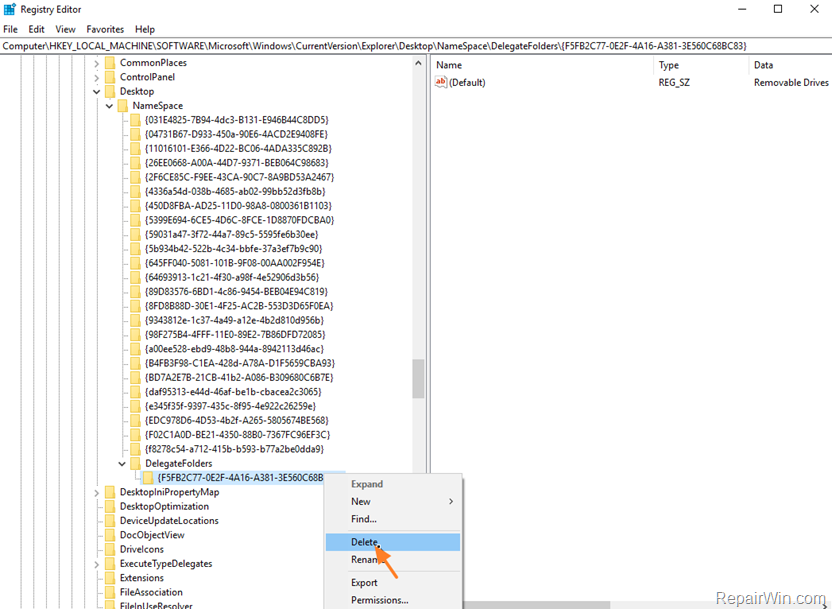 Registry Editor
File Edit View Favorites Help
Computer\HKEY_LOCAL_MACHINE\SOFTWARE\Microsoft\Windows\CurrentVersion\Explorer\Desktop\NameSpace\DelegateFolders\{F5FB2C77-0E2F-4A16-A381-3E560C68BC83}
CommonPlaces
ControlPanel
Desktop
NameSpace
{031E4825-7B94-4dc3-B131-E946B44C8DD5}
{04731B67-D933-450a-90E6-4ACD2E9408FE}
{11016101-E366-4D22-BC06-4ADA335C892B}
{26EE0668-A00A-44D7-9371-BEB064C98683}
{2F6CE85C-F9EE-43CA-90C7-8A9BD53A2467}
{4336a54d-038b-4685-ab02-99bb52d3fb8b}
{450D8FBA-AD25-11D0-98A8-0800361B1103}
{5399E694-6CE5-4D6C-8FCE-1D8870FDCBA0}
{59031a47-3f72-44a7-89c5-5595fe6b30ee}
{5b934b42-522b-4c34-bbfe-37a3ef7b9c90}
{645FF040-5081-101B-9F08-00AA002F954E}
{64693913-1c21-4f30-a98f-4e52906d3b56}
{89D83576-6BD1-4c86-9454-BEB04E94C819}
{8FD8B88D-30E1-4F25-AC2B-553D3D65F0EA}
{9343812e-1c37-4a49-a12e-4b2d810d956b}
{98F275B4-4FFF-11E0-89E2-7B86DFD72085}
{a00ee528-ebd9-48b8-944a-8942113d46ac}
{B4FB3F98-C1EA-428d-A78A-D1F5659CBA93}
{BD7A2E7B-21CB-41b2-A086-B309680C6B7E}
{daf95313-e44d-46af-be1b-cbacea2c3065}
{e345f35f-9397-435c-8f95-4e922c26259e}
{EDC978D6-4D53-4b2f-A265-5805674BE568}
{F02C1A0D-BE21-4350-88B0-7367FC96EF3C}
{f8278c54-a712-415b-b593-b77a2be0dda9}
DelegateFolders
{F5FB2C77-0E2F-4A16-A381-3E560C68B
DesktopIniPropertyMap
DesktopOptimization
DeviceUpdateLocations
DocObjectView
DriveIcons
ExecuteTypeDelegates
Extensions
FileAssociation
FileInUseResolver
Name Type Data
(Default) REG_SZ Removable Drives
Expand
New
Find...
Delete
Rename
Export
Permissions...
RepairWin.com